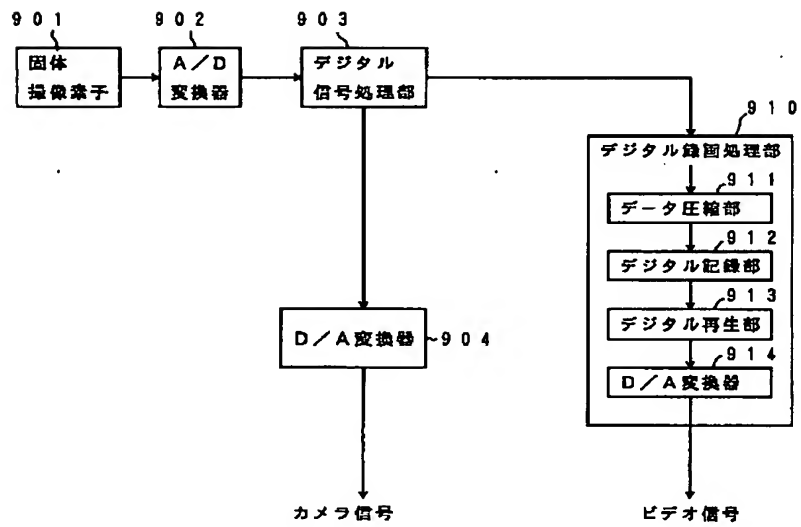 ９０１
９０２
９０３
固体
撮像素子
Ａ／Ｄ
変換器
デジタル
信号処理部
９１０
デジタル録画処理部
９１１
データ圧縮部
９１２
デジタル記録部
９１３
デジタル再生部
９１４
Ｄ／Ａ変換器
Ｄ／Ａ変換器
９０４
カメラ信号
ビデオ信号